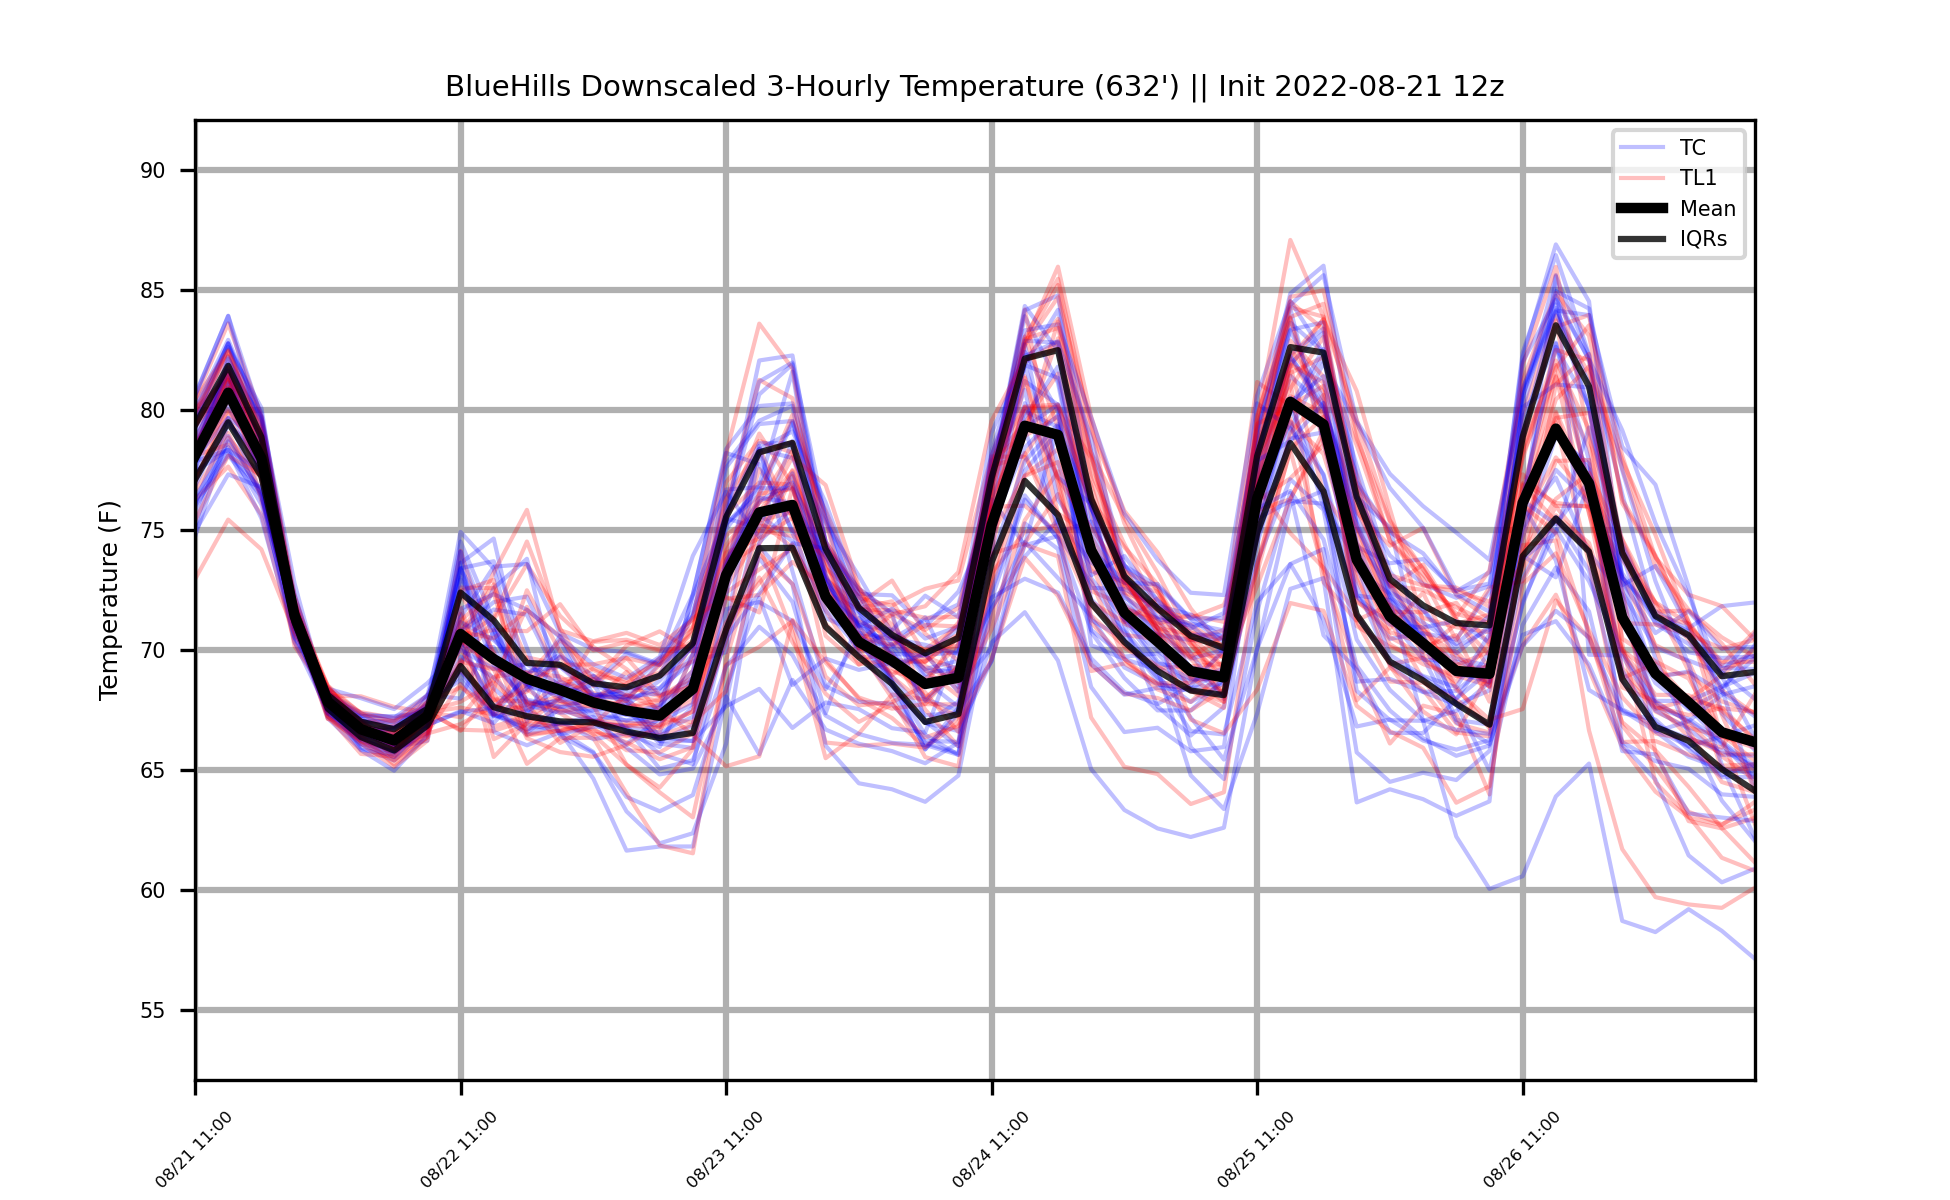 BlueHills Downscaled 3-Hourly Temperature (632') || Init 2022-08-21 12z
TC
TL1
Mean
IQRs
Temperature (F)
90
85
80
75
70
65
60
55
08/21 11:00
08/22 11:00
08/23 11:00
08/24 11:00
08/25 11:00
08/26 11:00